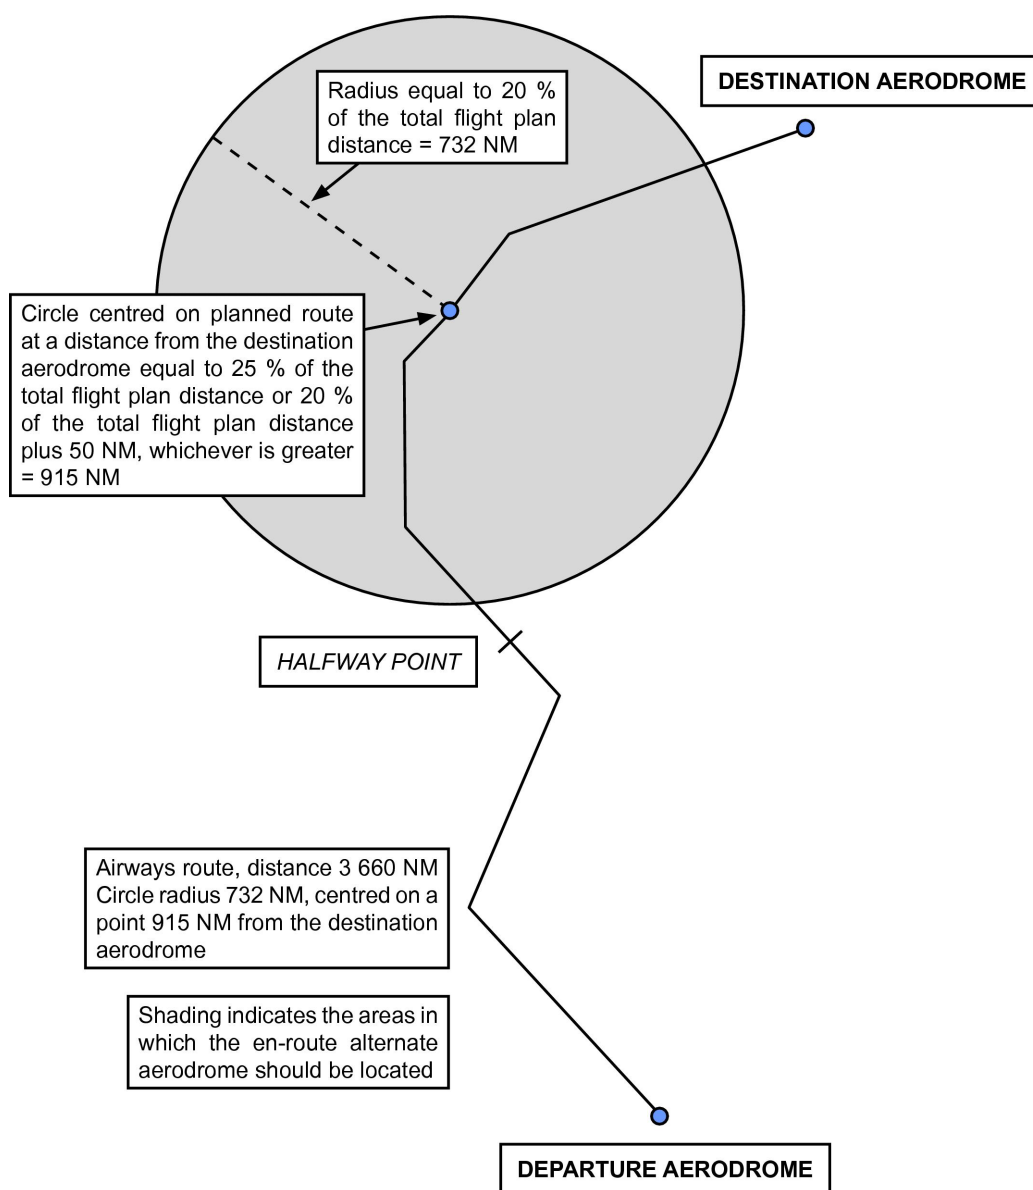 Radius equal to 20 %
of the total flight plan
distance = 732 NM
DESTINATION AERODROME
Circle centred on planned route
at a distance from the destination
aerodrome equal to 25 % of the
total flight plan distance or 20 %
of the total flight plan distance
plus 50 NM, whichever is greater
= 915 NM
HALFWAY POINT
Airways route, distance 3 660 NM
Circle radius 732 NM, centred on a
point 915 NM from the destination
aerodrome
Shading indicates the areas in
which the en-route alternate
aerodrome should be located
DEPARTURE AERODROME